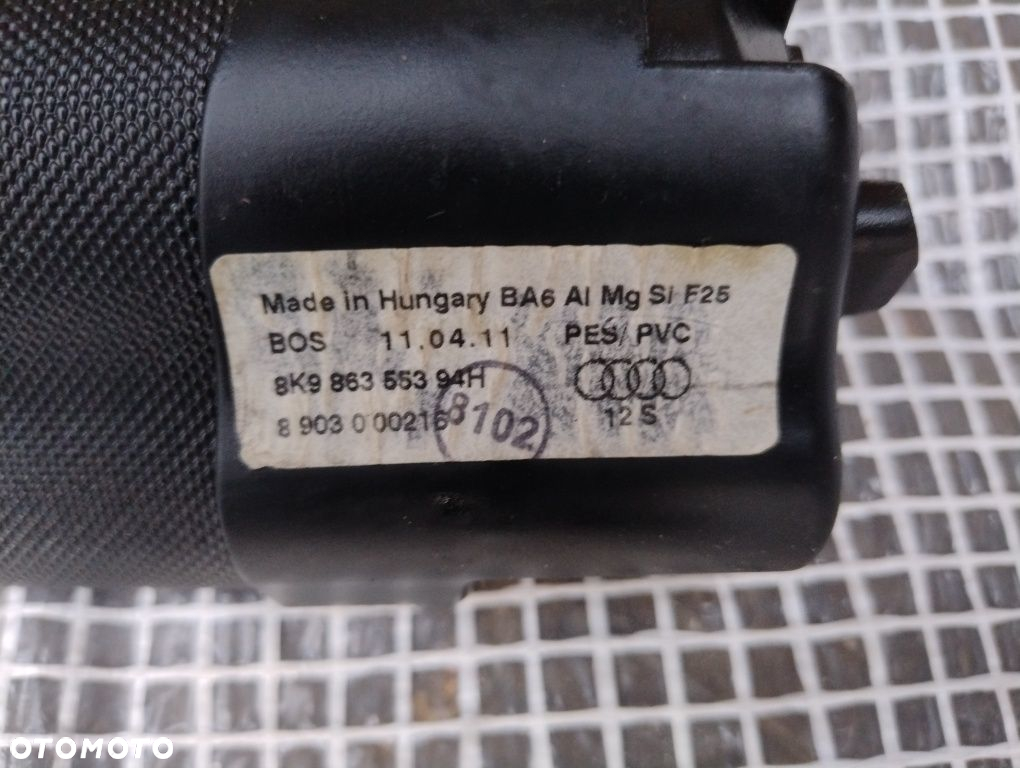 Made in Hungary BA6 Al Mg Si F25
BOS 11.04.11 PES/PVC
8K9 863 553 94H
8 903 0 000216
8102
12 S
OTOMOTO